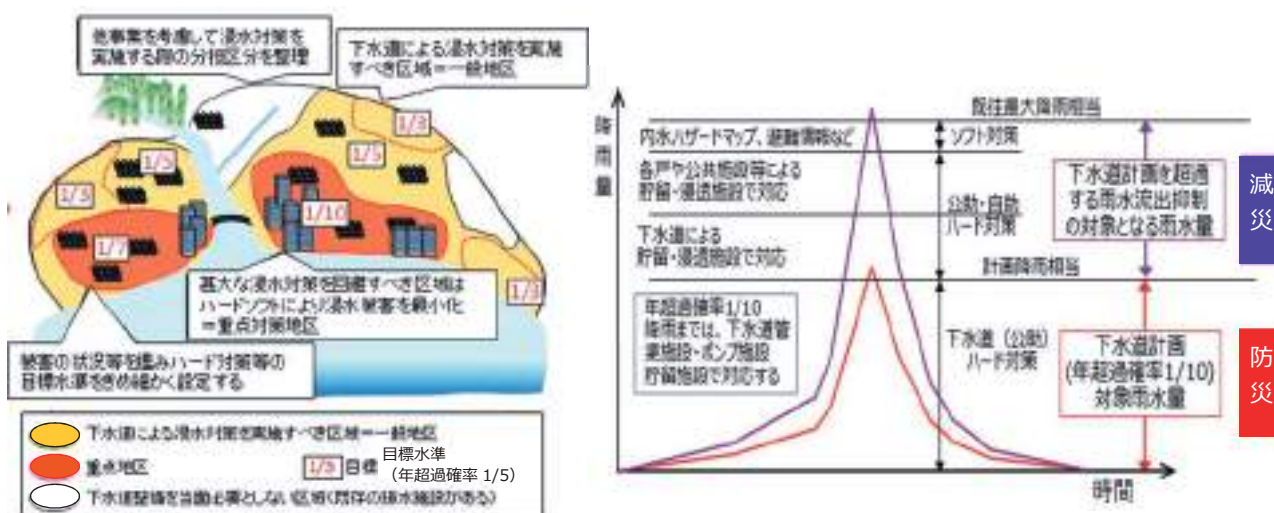 他事業を考慮して浸水対策を
実施する際の分担区分を整理
下水道による浸水対策を実施
すべき区域＝一般地区
1/3
1/5
1/5
1/3
1/10
1/7
1/3
甚大な浸水対策を回避すべき区域は
ハードソフトにより浸水被害を最小化
＝重点対策地区
被害の状況等を鑑みハード対策等の
目標水準をきめ細かく設定する
下水道による浸水対策を実施すべき区域＝一般地区
重点地区
1/5 目標
目標水準
（年超過確率 1/5）
下水道整備を当面必要としない区域（既存の排水施設がある）
降雨量
既往最大降雨相当
内水ハザードマップ、避難情報など
ソフト対策
各戸や公共施設等による
貯留・浸透施設で対応
公助・自助
ハード対策
下水道による
貯留・浸透施設で対応
計画降雨相当
下水道計画を超過
する雨水流出抑制
の対象となる雨水量
減災
年超過確率1/10
降雨までは、下水道管
渠施設・ポンプ施設
貯留施設で対応する
下水道（公助）
ハード対策
下水道計画
(年超過確率1/10)
対象雨水量
防災
時間